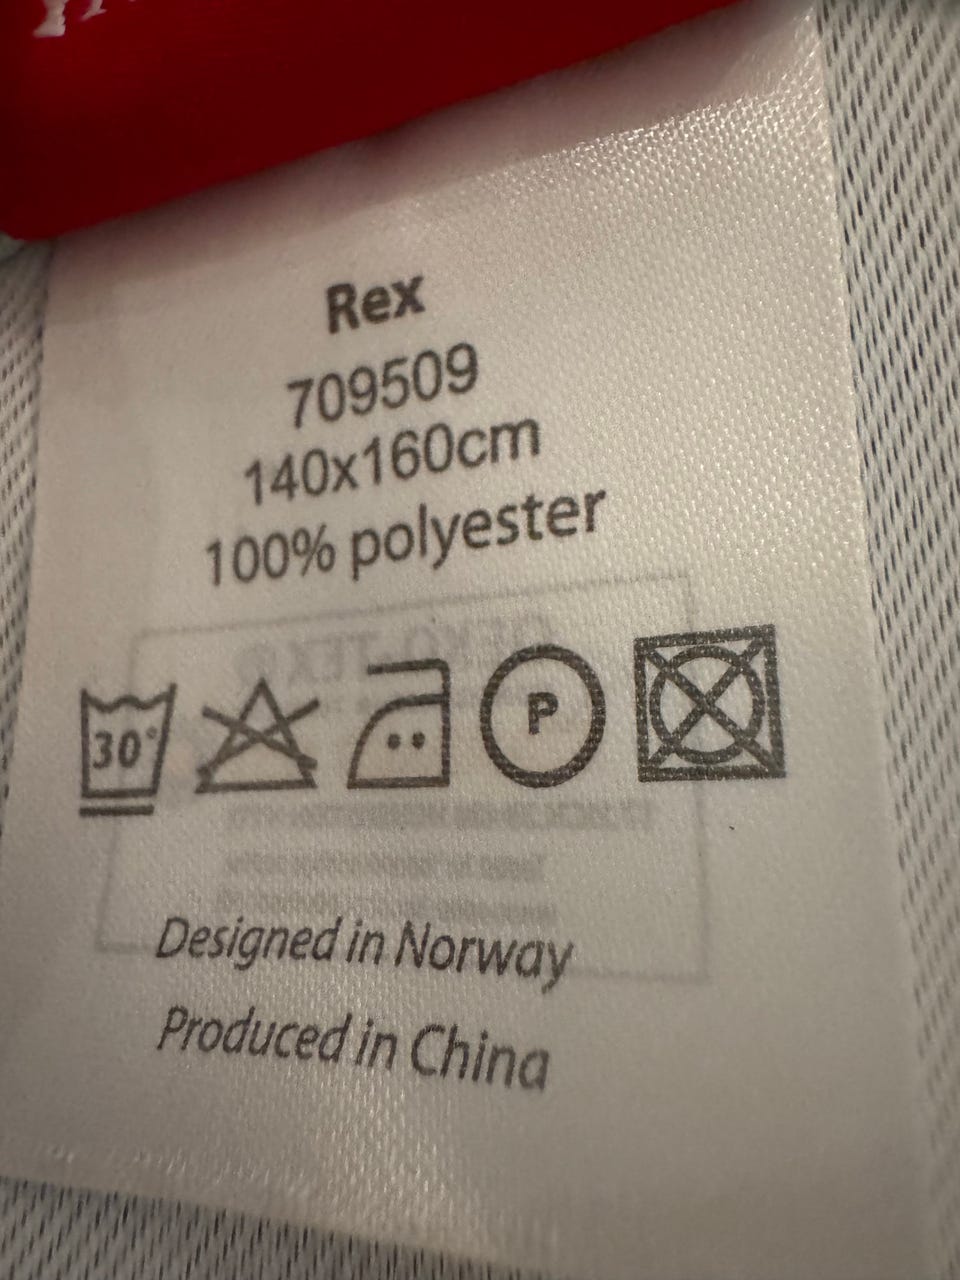 Rex
709509
140x160cm
100% polyester
30°
P
Designed in Norway
Produced in China